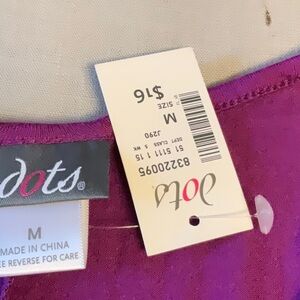 dots®
M
MADE IN CHINA
EE REVERSE FOR CARE
dots
83220095
51 5111 1 15
DEPT CLASS S WK
J290
M
SIZE
$16